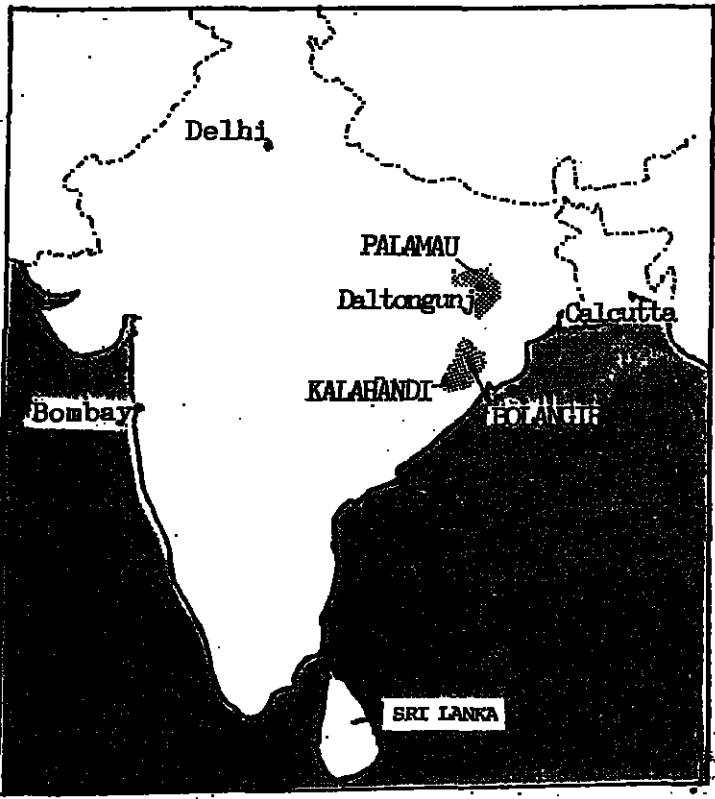 Delhi
PALAMAU
Daltongunj
Calcutta
KALAHANDI
Bombay
BOLANGIR
SRI LANKA